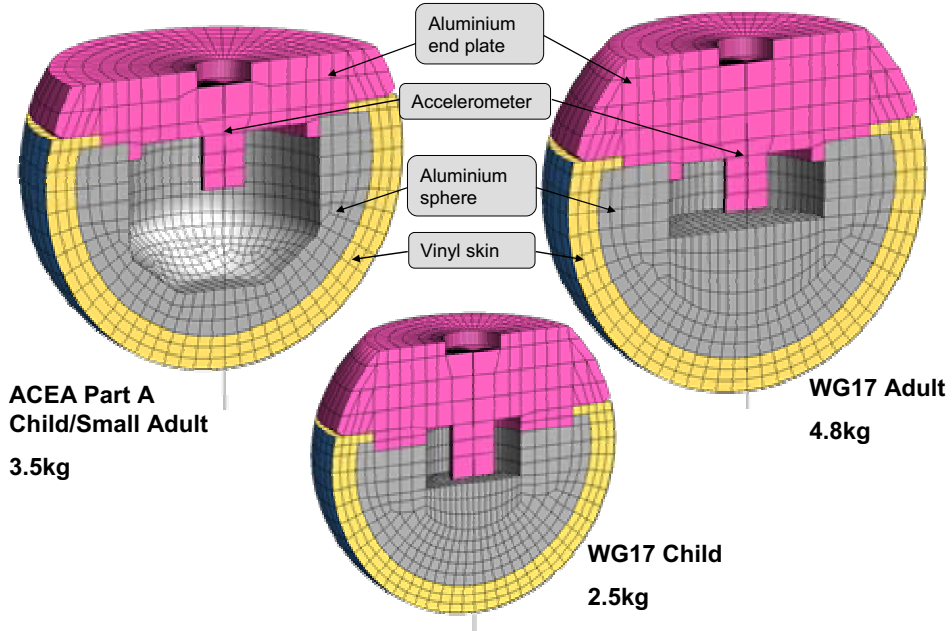 Aluminium
end plate
Accelerometer
Aluminium
sphere
Vinyl skin
ACEA Part A
Child/Small Adult
3.5kg
WG17 Adult
4.8kg
WG17 Child
2.5kg